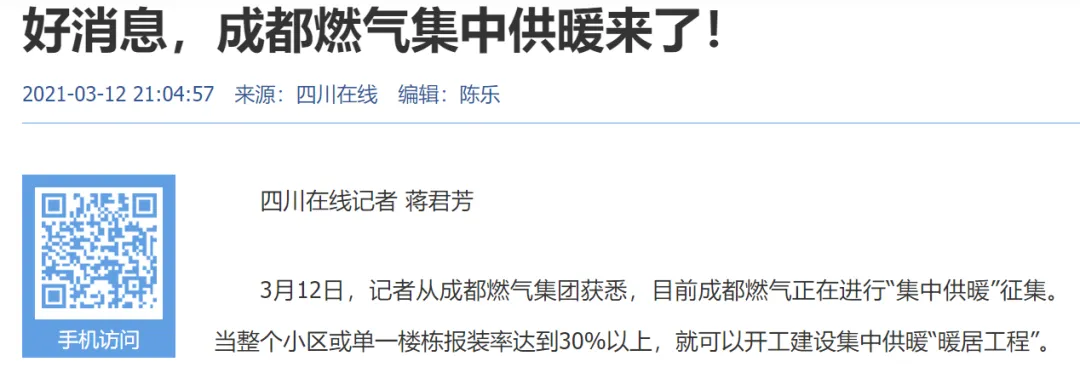 好消息，成都燃气集中供暖来了！
2021-03-12 21:04:57 来源：四川在线 编辑：陈乐
四川在线记者 蒋君芳
3月12日，记者从成都燃气集团获悉，目前成都燃气正在进行“集中供暖”征集。
当整个小区或单一楼栋报装率达到30%以上，就可以开工建设集中供暖“暖居工程”。
手机访问